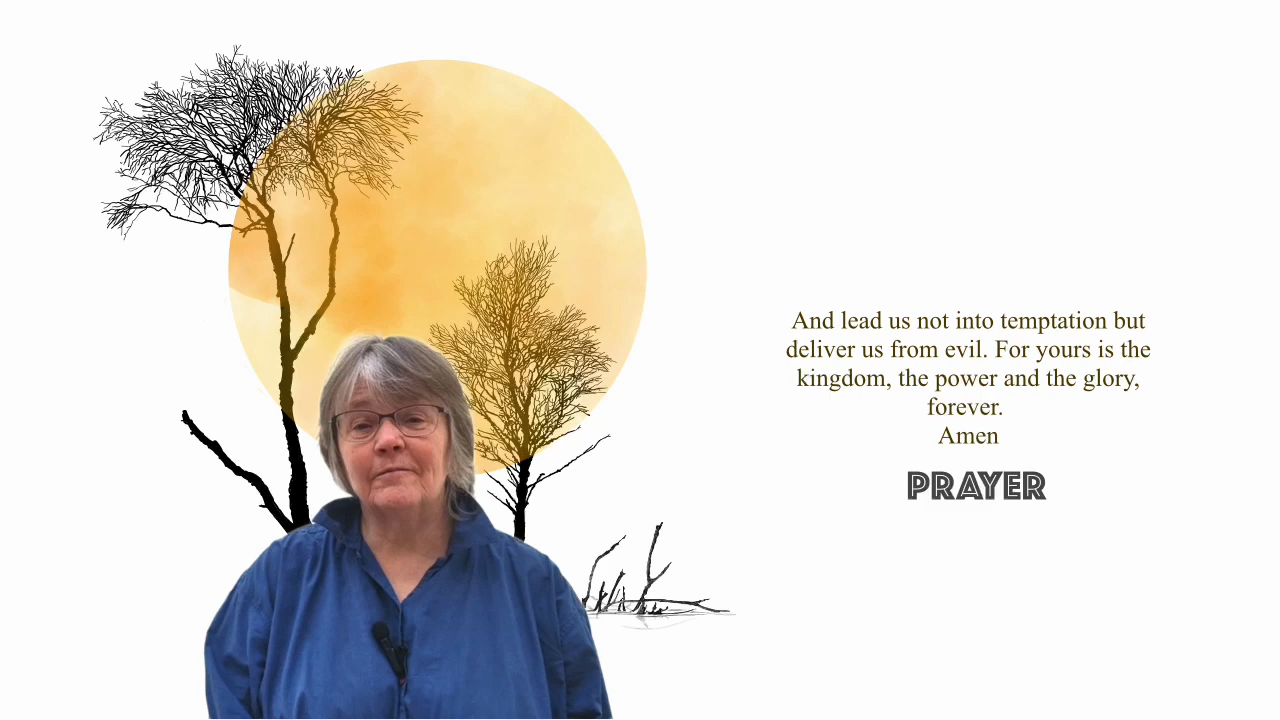 And lead us not into temptation but
deliver us from evil. For yours is the
kingdom, the power and the glory,
forever.
Amen
PRAYER